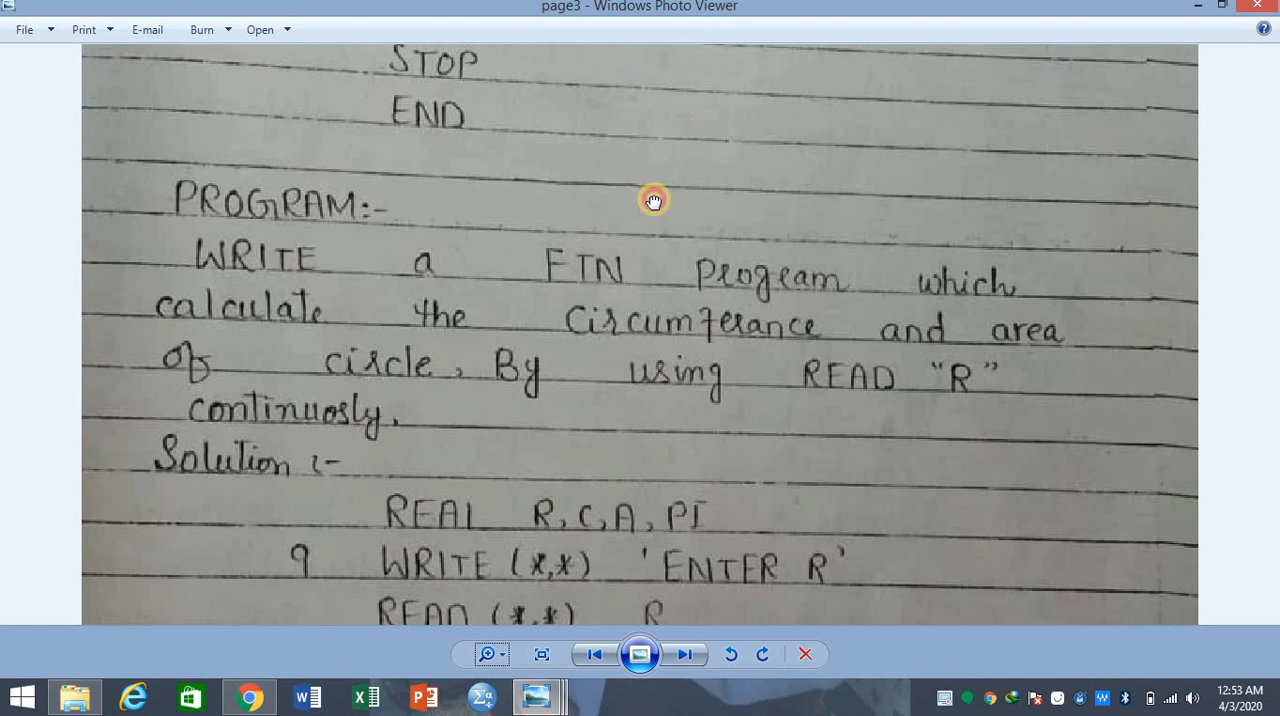 page3 - Windows Photo Viewer
File Print E-mail Burn Open
STOP
END
PROGRAM:-
WRITE a FTN Program which
calculate the Circumferance and area
of circle, By using READ "R"
continuosly.
Solution :-
REAL R, C, A, PI
9 WRITE (*,*) 'ENTER R'
READ (*,*) R
12:53 AM
4/3/2020